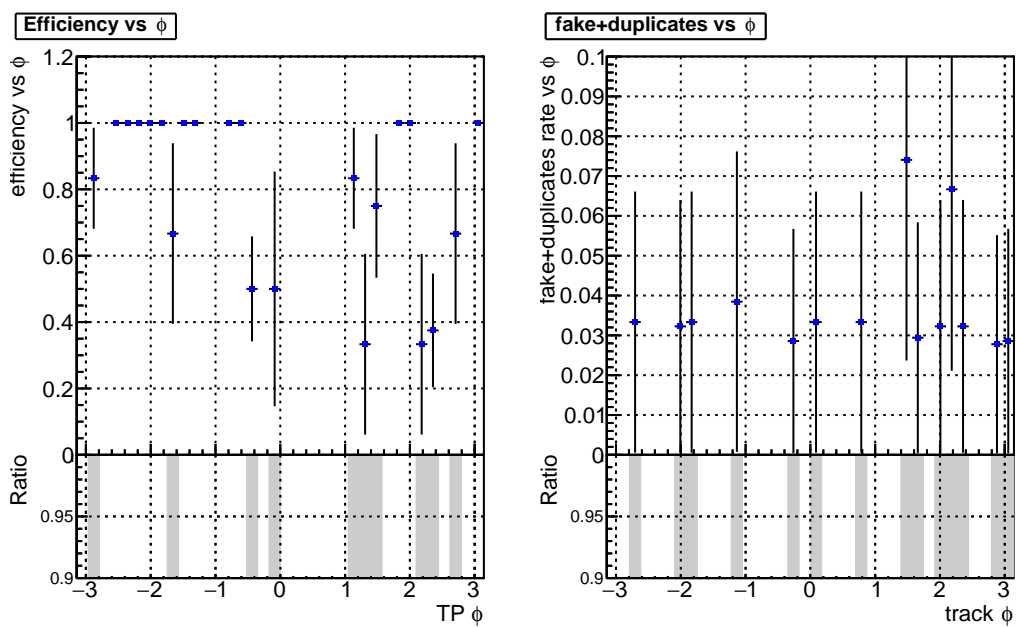 Efficiency vs ϕ
efficiency vs ϕ
1.2
1
0.8
0.6
0.4
0.2
0
Ratio
0.95
0.9
−3 −2 −1 0 1 2 3
TP ϕ
fake+duplicates vs ϕ
fake+duplicates rate vs ϕ
0.1
0.09
0.08
0.07
0.06
0.05
0.04
0.03
0.02
0.01
0
Ratio
0.95
0.9
−3 −2 −1 0 1 2 3
track ϕ